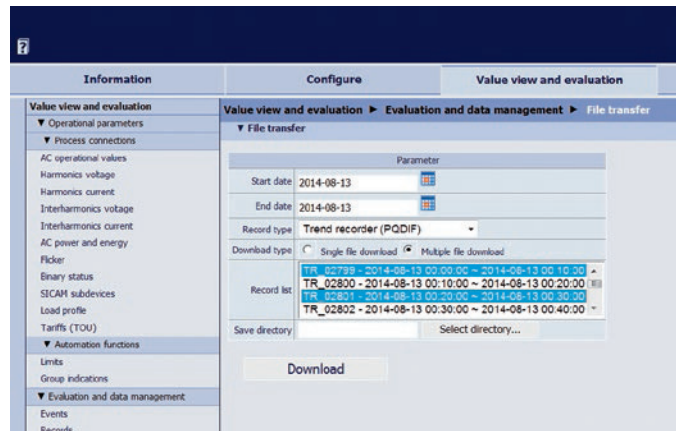 ?
Information
Configure
Value view and evaluation
Value view and evaluation
▼ Operational parameters
▼ Process connections
AC operational values
Harmonics voltage
Harmonics current
Interharmonics voltage
Interharmonics current
AC power and energy
Flicker
Binary status
SICAM subdevices
Load profile
Tariffs (TOU)
▼ Automation functions
Limits
Group indications
▼ Evaluation and data management
Events
Records
Value view and evaluation ► Evaluation and data management ► File transfer
▼ File transfer
Parameter
Start date 2014-08-13
End date 2014-08-13
Record type Trend recorder (PQDIF)
Download type Single file download Multiple file download
Record list
TR_02799 - 2014-08-13 00:00:00 ~ 2014-08-13 00:10:00
TR_02800 - 2014-08-13 00:10:00 ~ 2014-08-13 00:20:00
TR_02801 - 2014-08-13 00:20:00 ~ 2014-08-13 00:30:00
TR_02802 - 2014-08-13 00:30:00 ~ 2014-08-13 00:40:00
Save directory Select directory...
Download